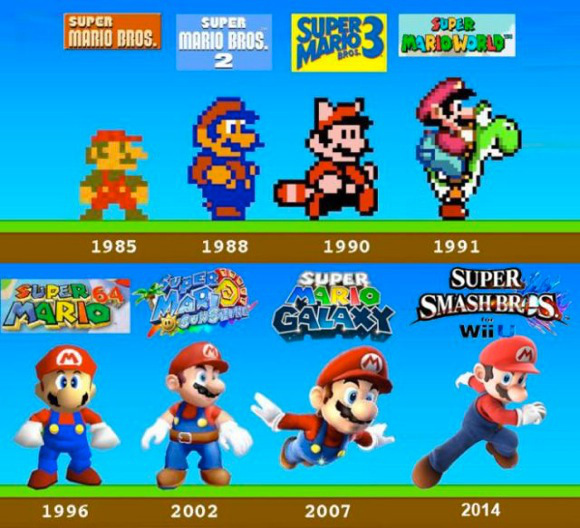 SUPER
MARIO BROS.
SUPER
MARIO BROS.
2
SUPER
MARIO 3
BROS.
SUPER
MARIO WORLD™
1985
1988
1990
1991
SUPER
MARIO 64
SUPER
MARIO
SUNSHINE
SUPER
MARIO
GALAXY
SUPER
SMASH BROS.
for
Wii U
M
M
M
M
1996
2002
2007
2014